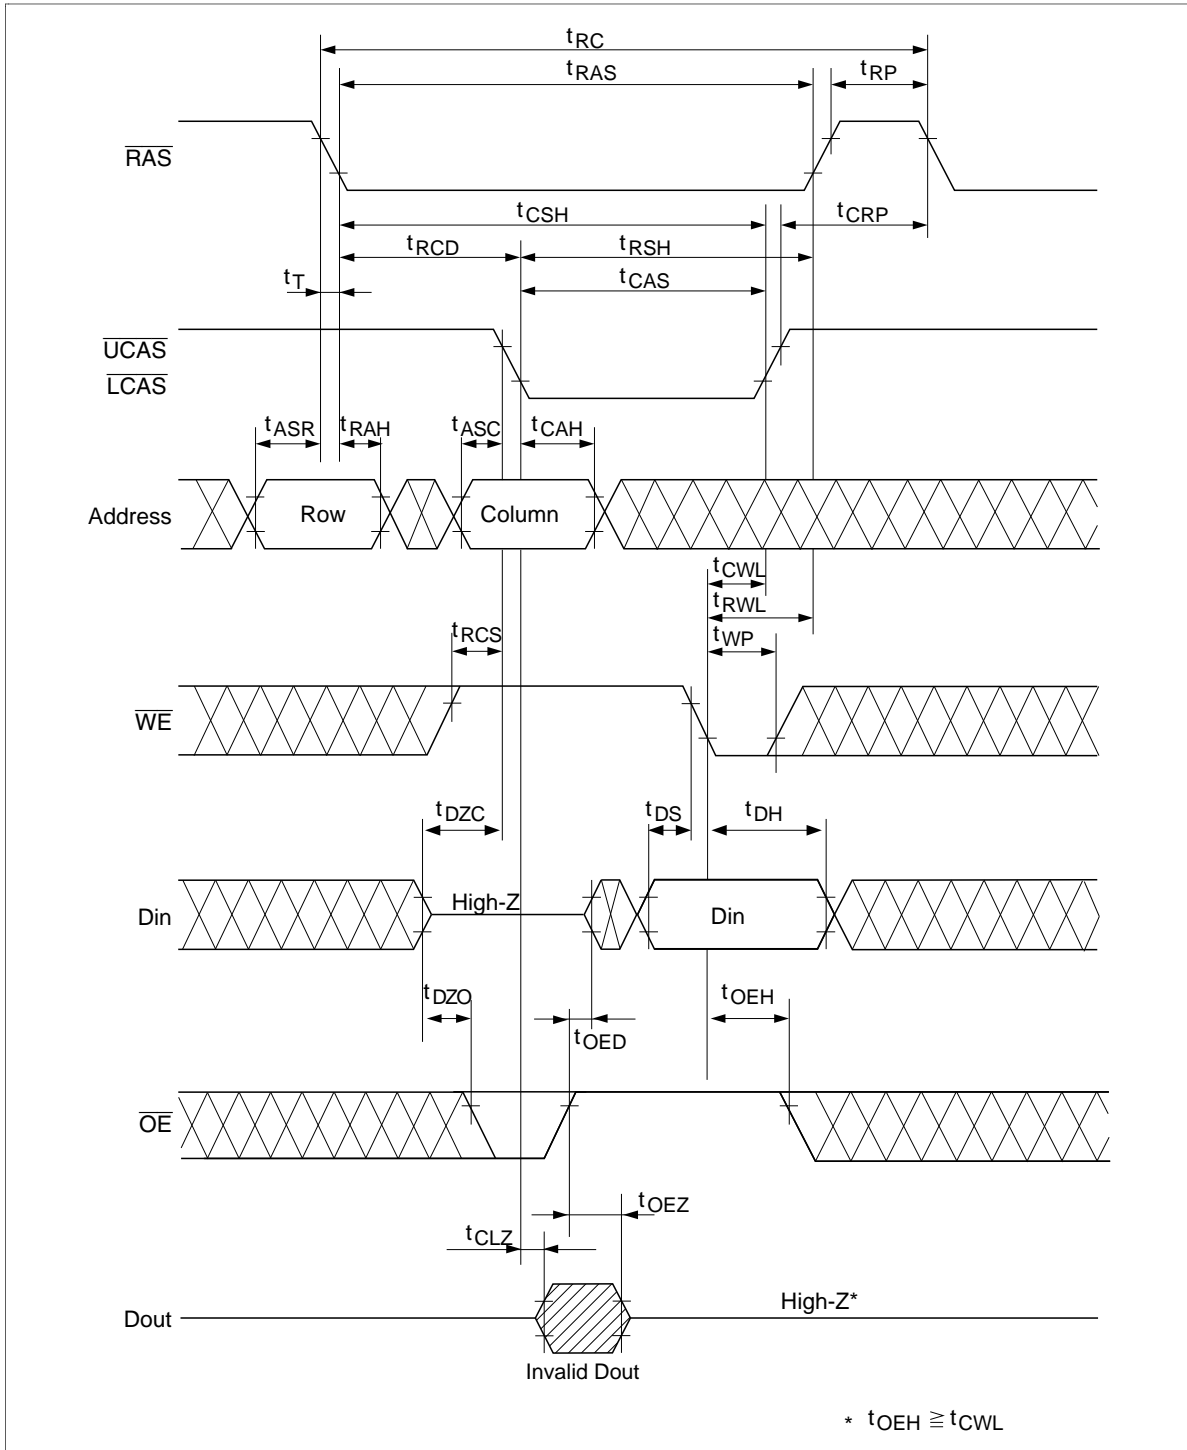 tRC
tRAS
tRP
RAS
tCSH
tCRP
tRCD
tRSH
tT
tCAS
UCAS
LCAS
tASR
tRAH
tASC
tCAH
Address
Row
Column
tCWL
tRWL
tRCS
tWP
WE
tDZC
tDS
tDH
High-Z
Din
Din
tDZO
tOEH
tOED
OE
tOEZ
tCLZ
High-Z*
Dout
Invalid Dout
* tOEH ≧ tCWL